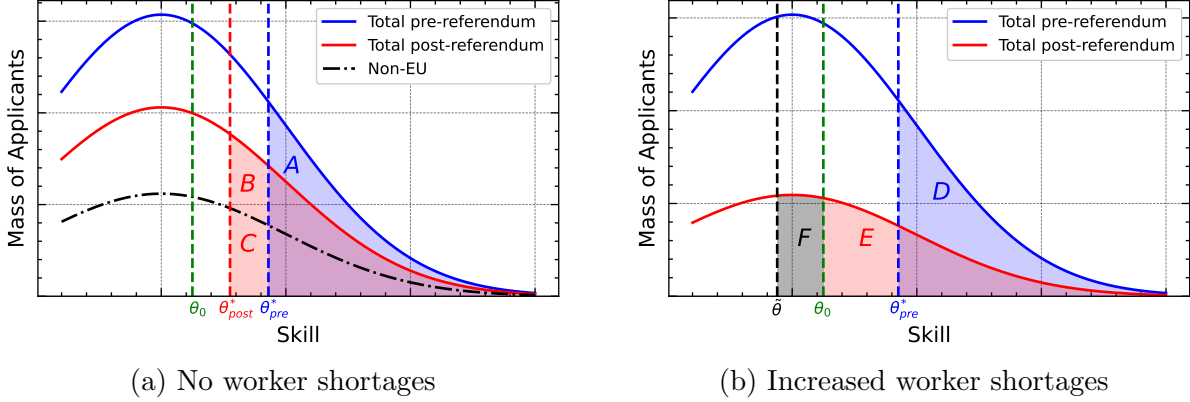 Total pre-referendum
Total post-referendum
Non-EU
A
B
C
Mass of Applicants
θ₀
θ*post
θ*pre
Skill
(a) No worker shortages
Total pre-referendum
Total post-referendum
D
E
F
Mass of Applicants
θ̃
θ₀
θ*pre
Skill
(b) Increased worker shortages